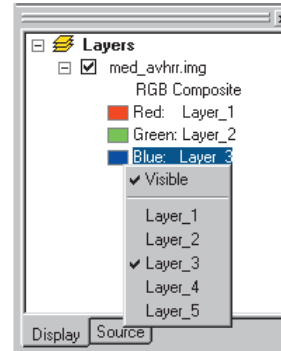 Layers
med_avhrr.img
RGB Composite
Red: Layer_1
Green: Layer_2
Blue: Layer_3
Visible
Layer_1
Layer_2
Layer_3
Layer_4
Layer_5
Display Source